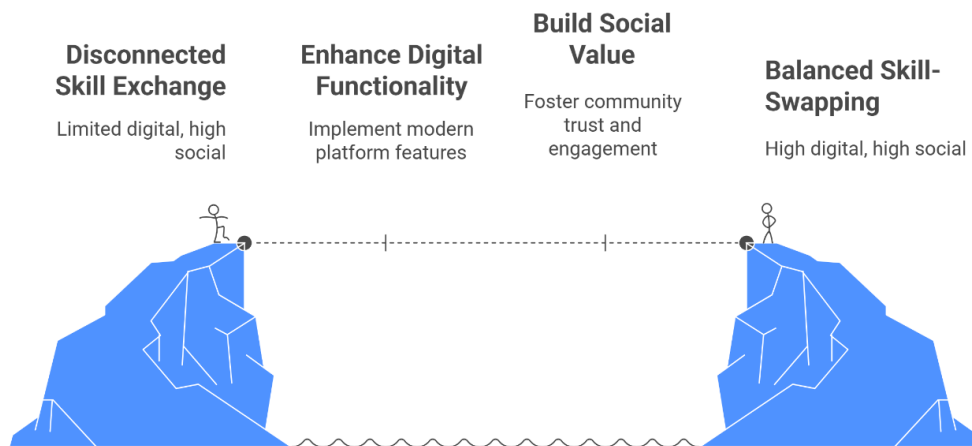 Disconnected
Skill Exchange
Limited digital, high
social
Enhance Digital
Functionality
Implement modern
platform features
Build Social
Value
Foster community
trust and
engagement
Balanced Skill-
Swapping
High digital, high social